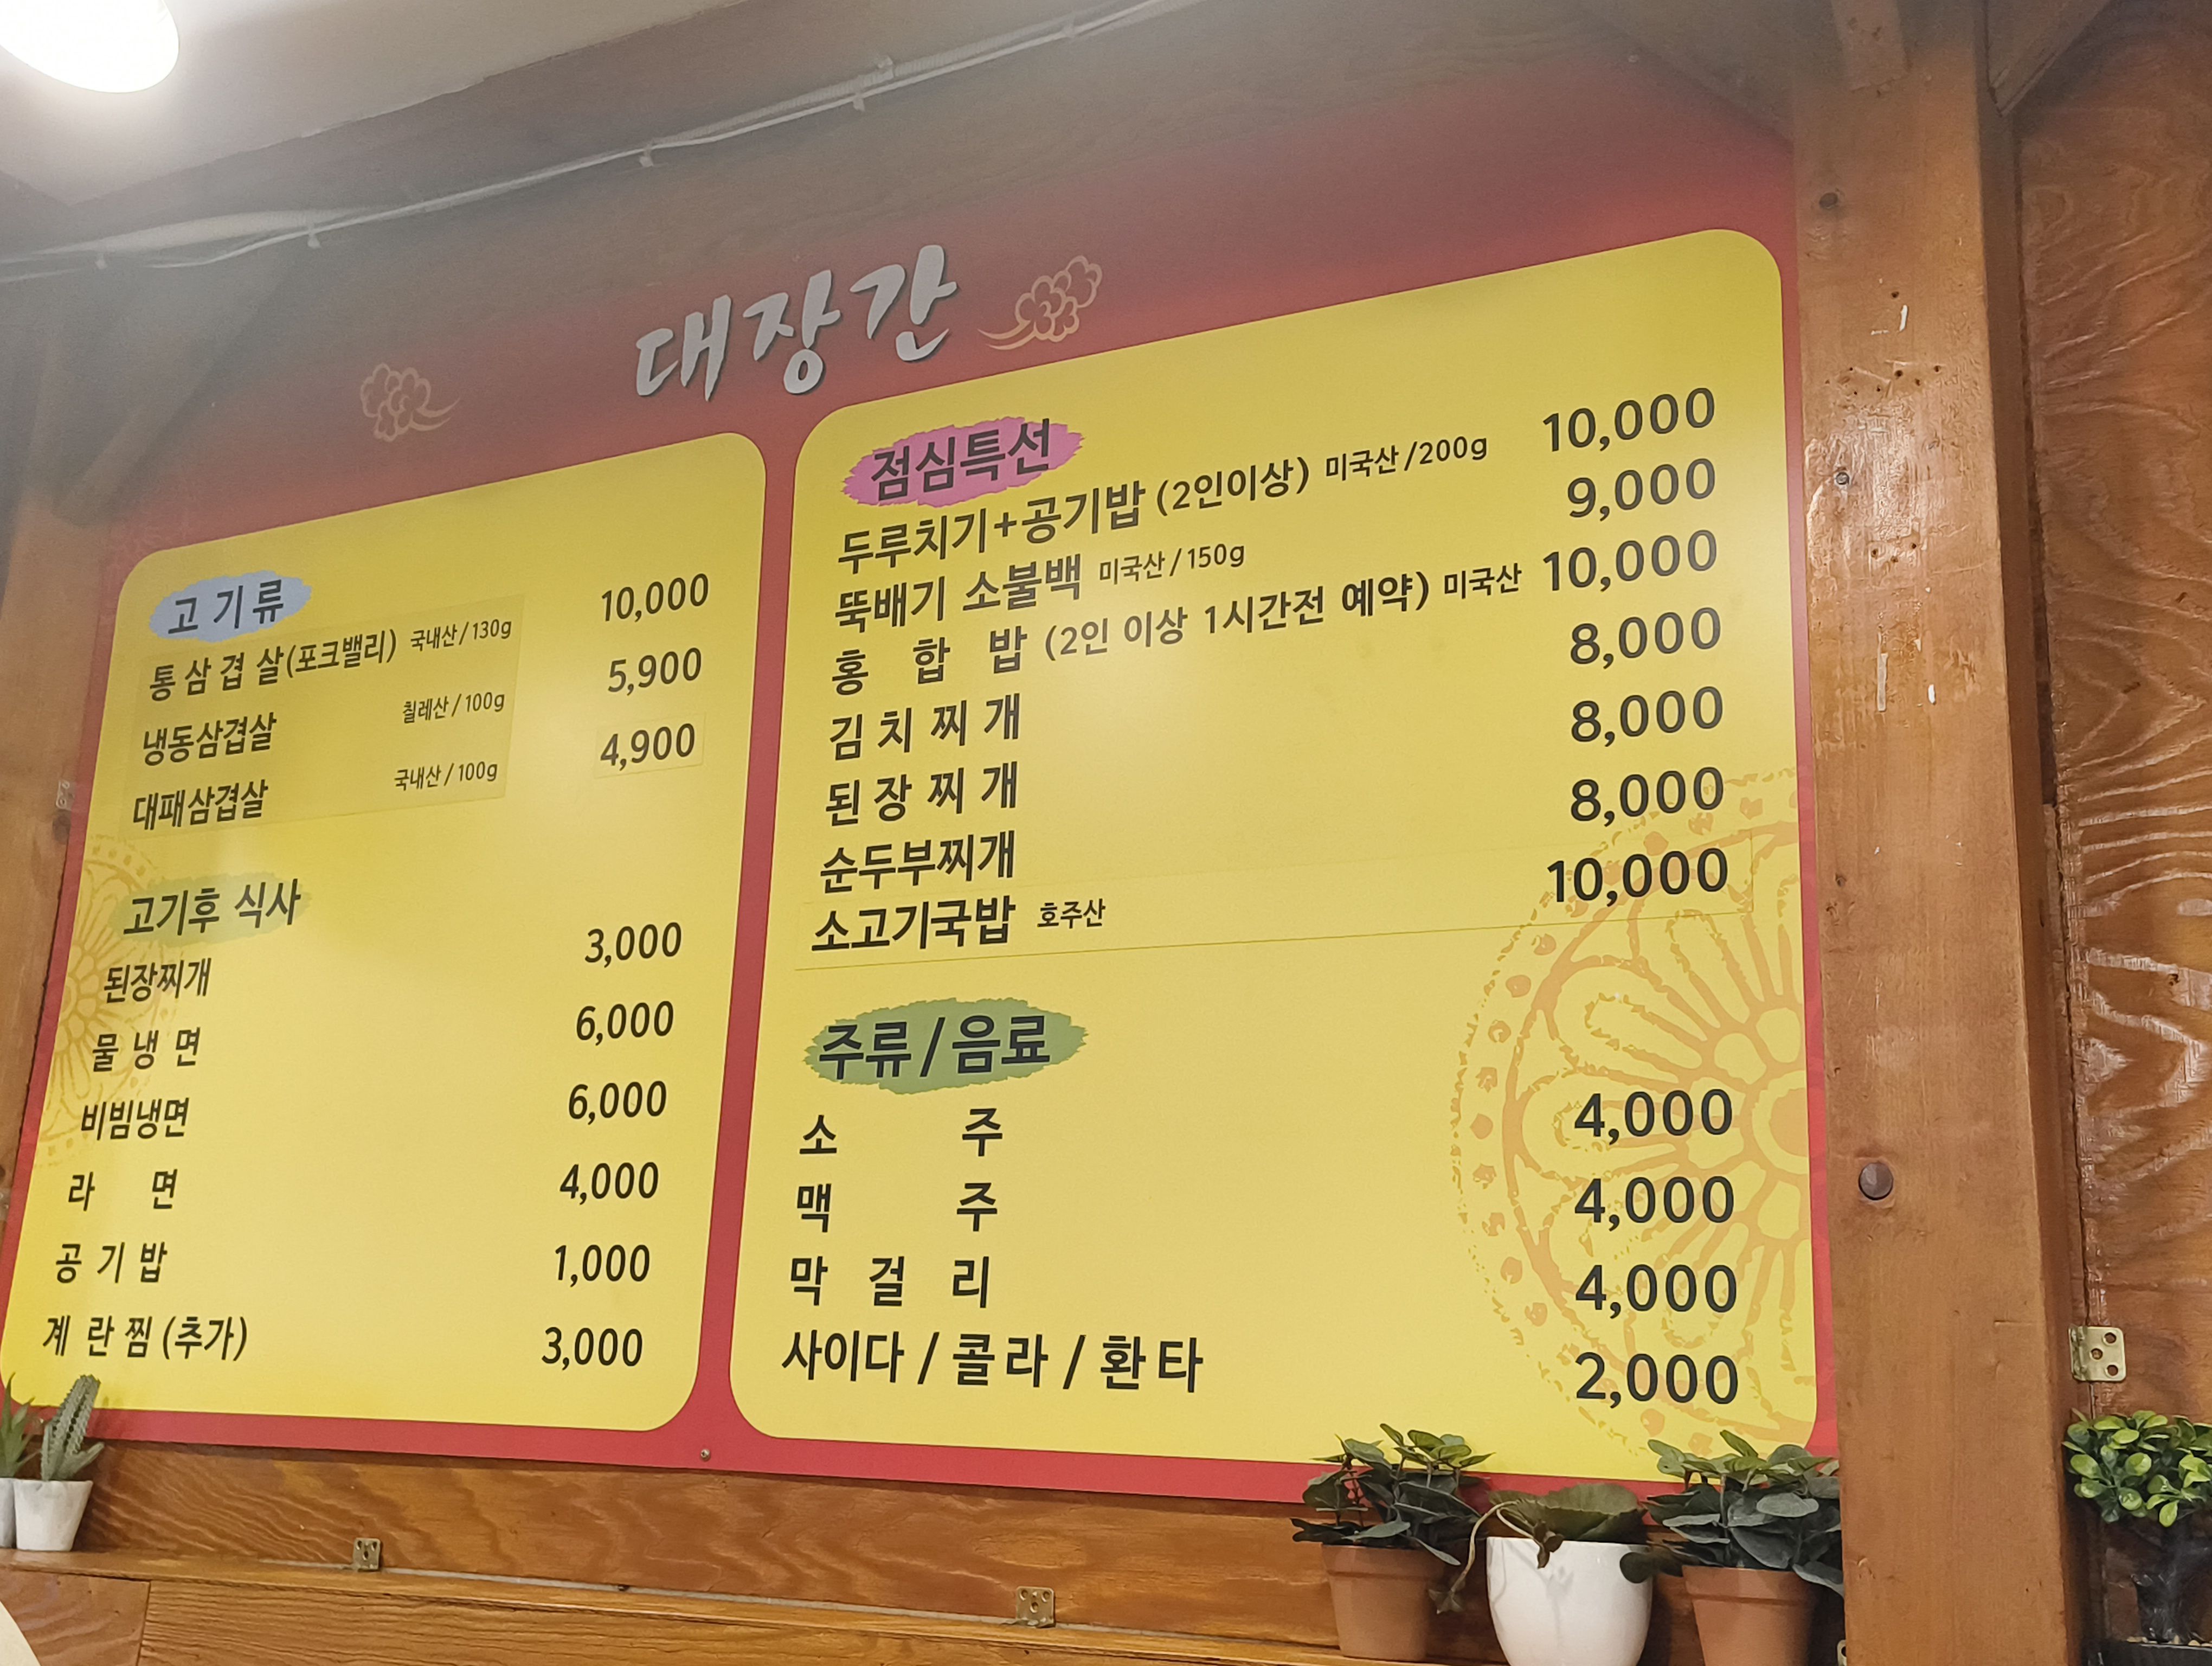 대장간
고기류
통삼겹살(포크밸리) 국내산/130g 10,000
냉동삼겹살 칠레산/100g 5,900
대패삼겹살 국내산/100g 4,900
고기후 식사
된장찌개 3,000
물냉면 6,000
비빔냉면 6,000
라면 4,000
공기밥 1,000
계란찜(추가) 3,000
점심특선
두루치기+공기밥(2인이상) 미국산/200g 10,000
뚝배기 소불백 미국산/150g 9,000
홍합밥(2인 이상 1시간전 예약) 미국산 10,000
김치찌개 8,000
된장찌개 8,000
순두부찌개 8,000
소고기국밥 호주산 10,000
주류/음료
소주 4,000
맥주 4,000
막걸리 4,000
사이다/콜라/환타 2,000